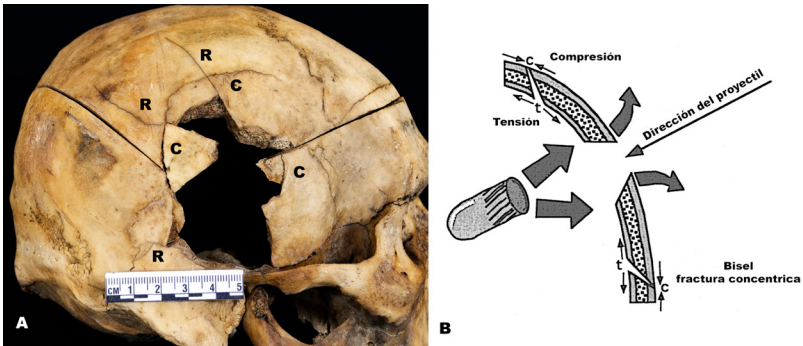 R
C
R
C
C
R
CM 1 2 3 4 5
A
B
C
Compresión
t
Tensión
Dirección del proyectil
t
C
Bisel
fractura concentrica